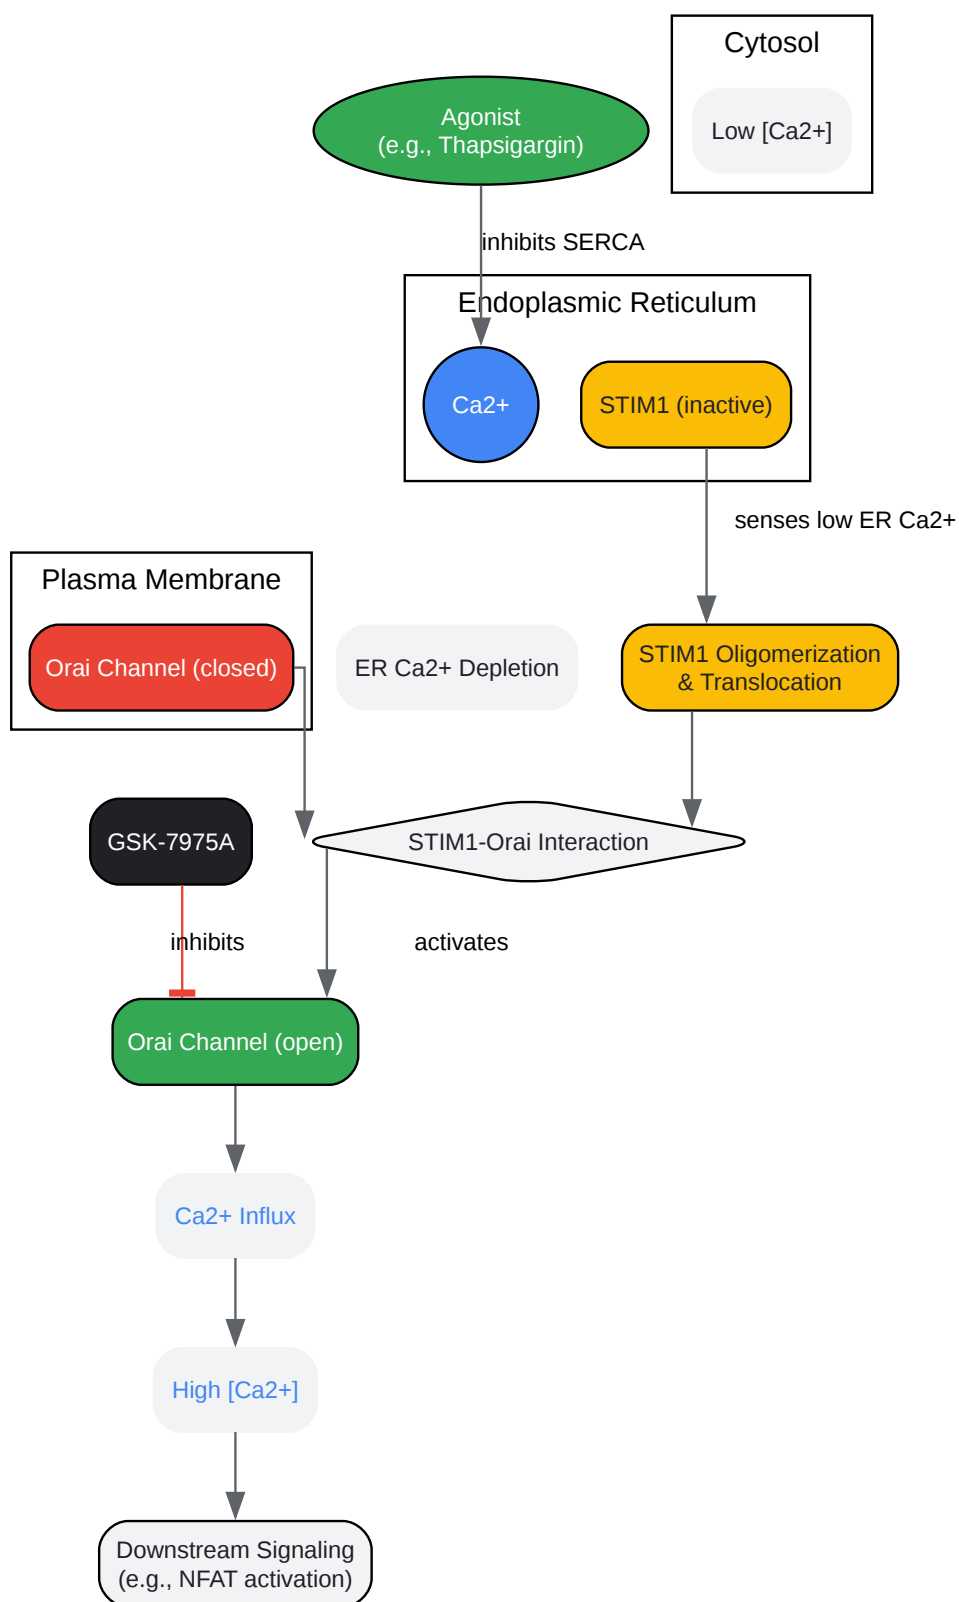 Cytosol
Low [Ca2+]
Agonist
(e.g., Thapsigargin)
inhibits SERCA
Endoplasmic Reticulum
Ca2+
STIM1 (inactive)
senses low ER Ca2+
Plasma Membrane
Orai Channel (closed)
ER Ca2+ Depletion
STIM1 Oligomerization
& Translocation
GSK-7975A
STIM1-Orai Interaction
inhibits
activates
Orai Channel (open)
Ca2+ Influx
High [Ca2+]
Downstream Signaling
(e.g., NFAT activation)